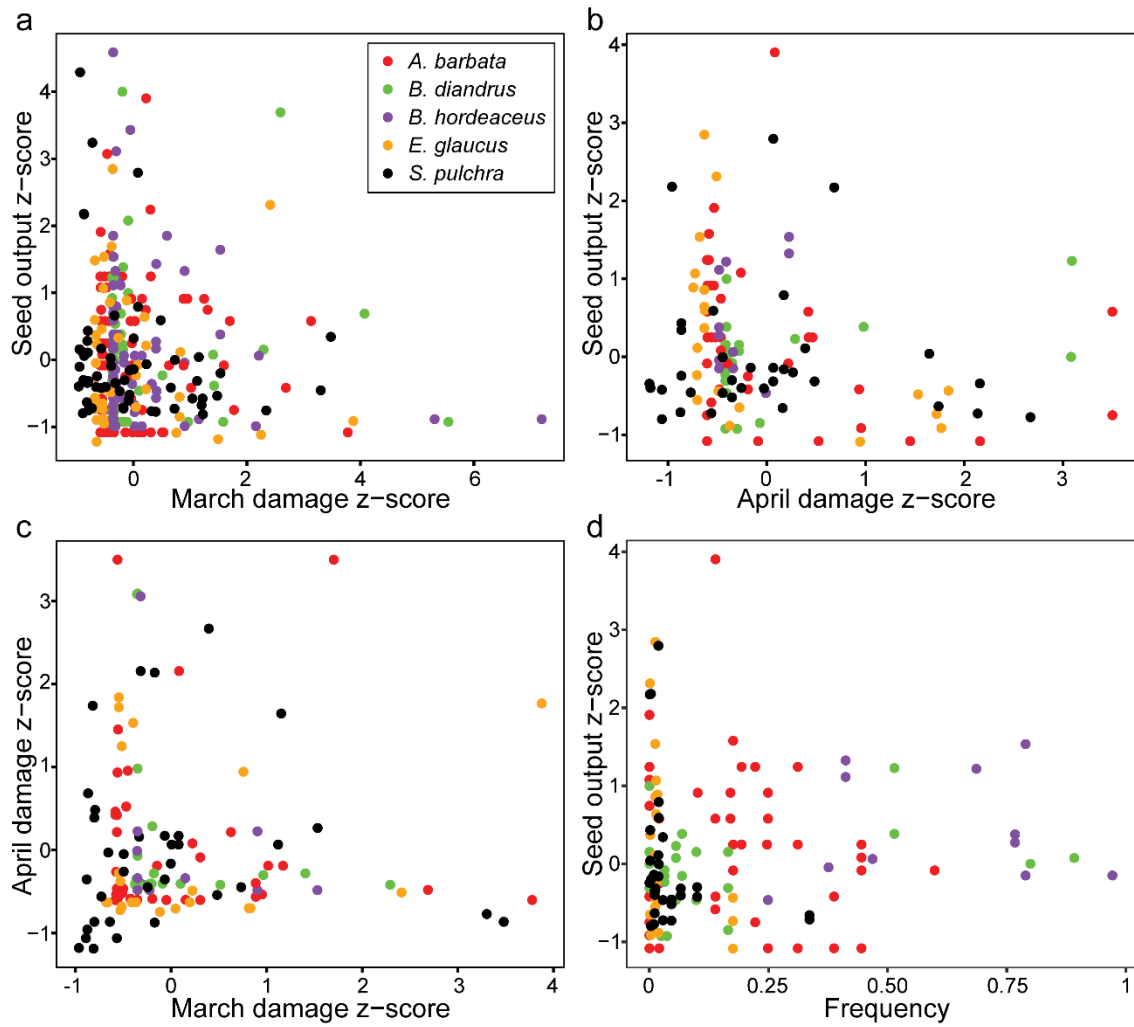 a
Seed output z−score
4
3
2
1
0
−1
0
2
4
6
March damage z−score
A. barbata
B. diandrus
B. hordeaceus
E. glaucus
S. pulchra
b
Seed output z−score
4
3
2
1
0
−1
-1
0
1
2
3
April damage z−score
c
April damage z−score
3
2
1
0
−1
-1
0
1
2
3
4
March damage z−score
d
Seed output z−score
4
3
2
1
0
−1
0
0.25
0.50
0.75
1
Frequency